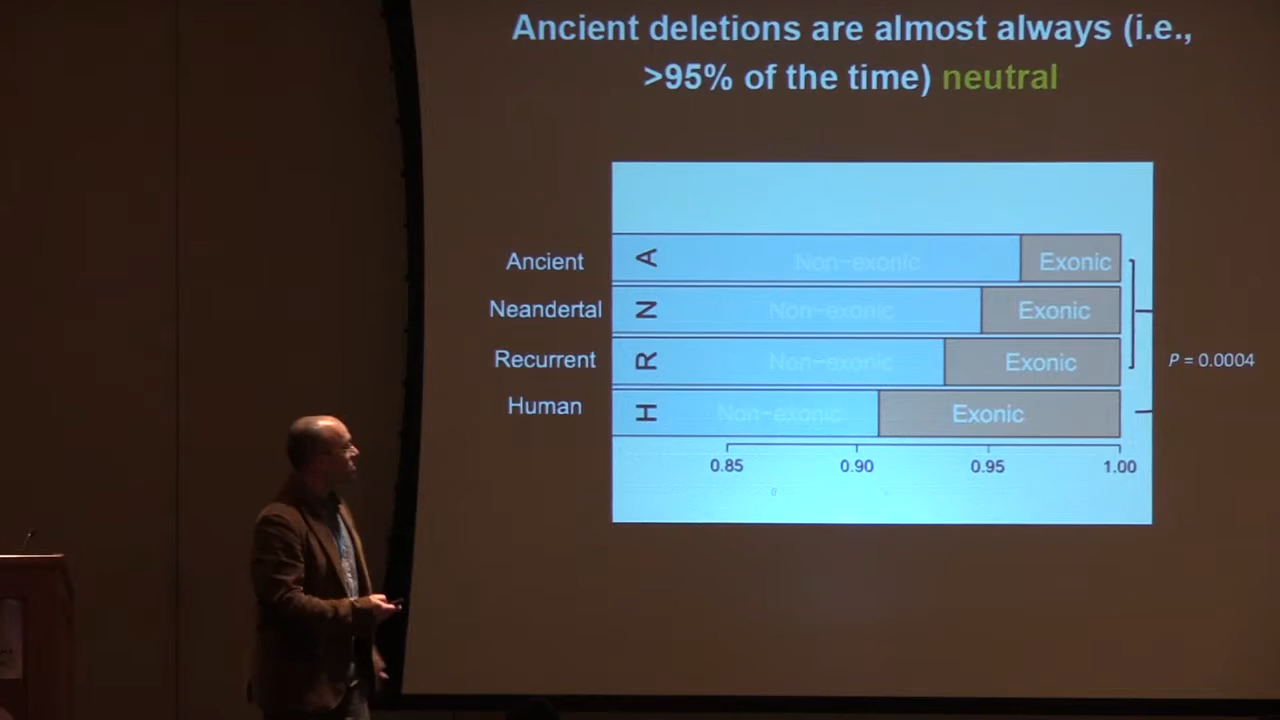 Ancient deletions are almost always (i.e.,
>95% of the time) neutral
Ancient A Non-exonic Exonic
Neandertal N Non-exonic Exonic
Recurrent R Non-exonic Exonic
Human H Non-exonic Exonic
P = 0.0004
0.85 0.90 0.95 1.00